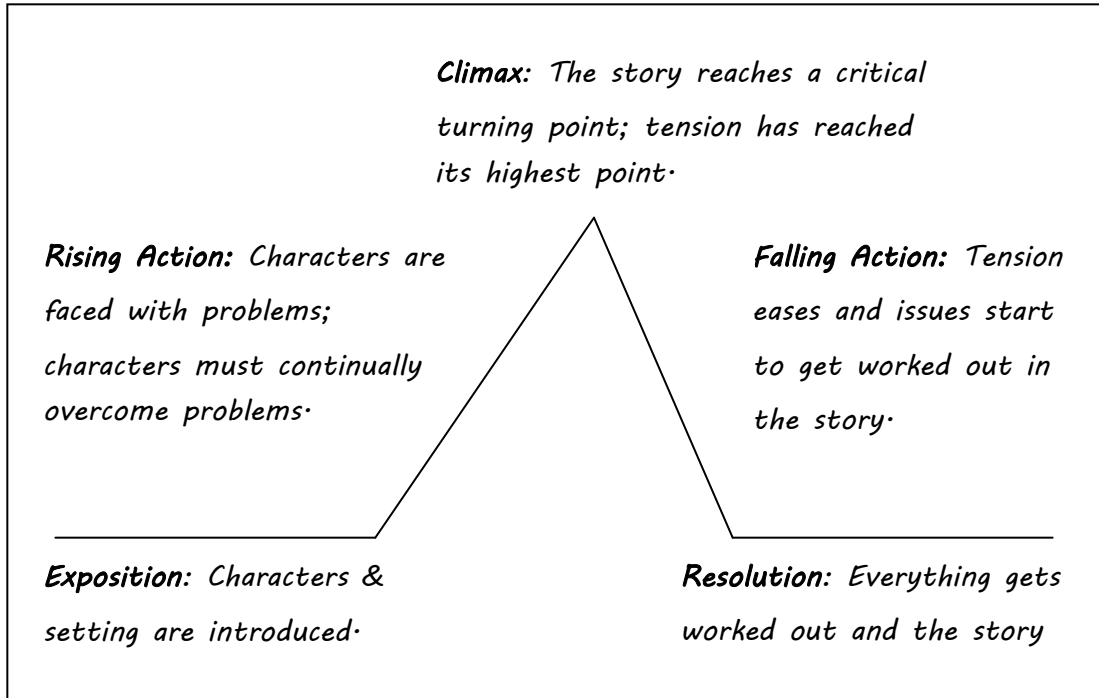 Climax: The story reaches a critical
turning point; tension has reached
its highest point.
Rising Action: Characters are
faced with problems;
characters must continually
overcome problems.
Falling Action: Tension
eases and issues start
to get worked out in
the story.
Exposition: Characters &
setting are introduced.
Resolution: Everything gets
worked out and the story